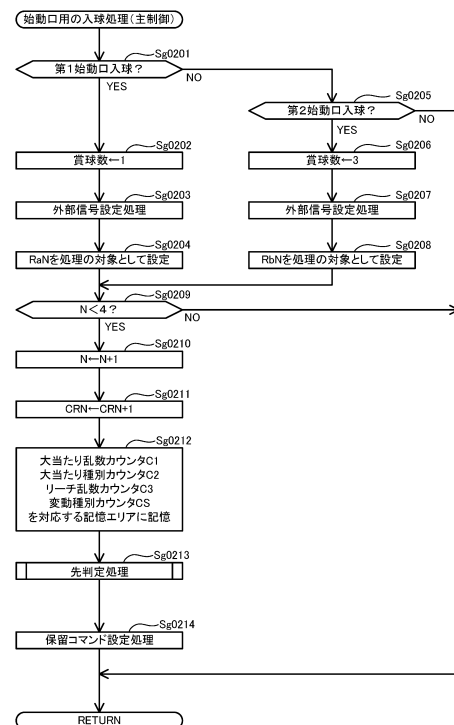 始動口用の入球処理(主制御)
Sg0201
第1始動口入球?
NO
YES
Sg0205
第2始動口入球?
NO
YES
Sg0202
賞球数←1
Sg0206
賞球数←3
Sg0203
外部信号設定処理
Sg0207
外部信号設定処理
Sg0204
RaNを処理の対象として設定
Sg0208
RbNを処理の対象として設定
Sg0209
N<4?
NO
YES
Sg0210
N←N+1
Sg0211
CRN←CRN+1
Sg0212
大当たり乱数カウンタC1
大当たり種別カウンタC2
リーチ乱数カウンタC3
変動種別カウンタCS
を対応する記憶エリアに記憶
Sg0213
先判定処理
Sg0214
保留コマンド設定処理
RETURN